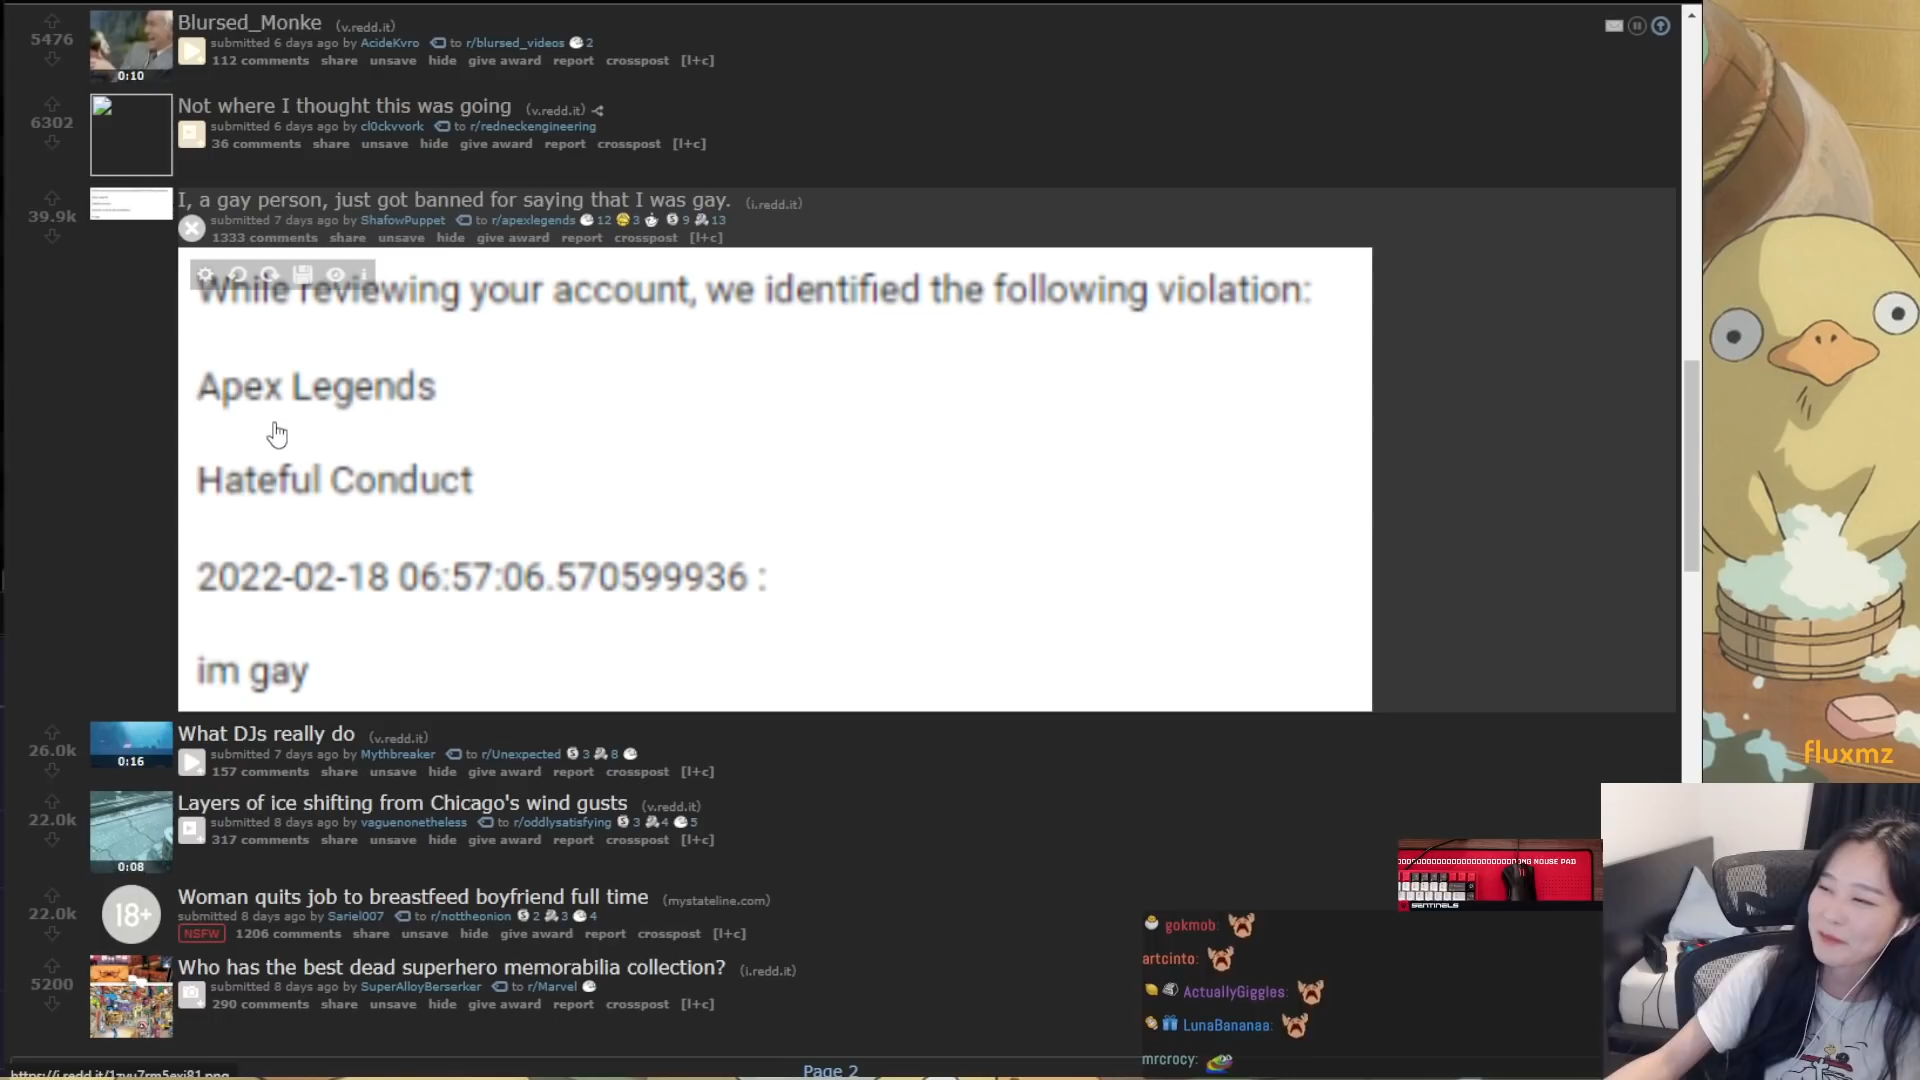 5476
0:10
Blursed_Monke (v.redd.it)
submitted 6 days ago by AcideKvro to r/blursed_videos 2
112 comments share unsave hide give award report crosspost [l+c]
6302
Not where I thought this was going (v.redd.it)
submitted 6 days ago by cl0ckvvork to r/redneckengineering
36 comments share unsave hide give award report crosspost [l+c]
39.9k
I, a gay person, just got banned for saying that I was gay. (i.redd.it)
submitted 7 days ago by ShafowPuppet to r/apexlegends 12 3 9 13
1333 comments share unsave hide give award report crosspost [l+c]
While reviewing your account, we identified the following violation:
Apex Legends
Hateful Conduct
2022-02-18 06:57:06.570599936 :
im gay
26.0k
0:16
What DJs really do (v.redd.it)
submitted 7 days ago by Mythbreaker to r/Unexpected 3 8
157 comments share unsave hide give award report crosspost [l+c]
22.0k
0:08
Layers of ice shifting from Chicago's wind gusts (v.redd.it)
submitted 8 days ago by vaguenonetheless to r/oddlysatisfying 3 4 5
317 comments share unsave hide give award report crosspost [l+c]
22.0k
18+
Woman quits job to breastfeed boyfriend full time (mystateline.com)
submitted 8 days ago by Sariel007 to r/nottheonion 2 3 4
NSFW 1206 comments share unsave hide give award report crosspost [l+c]
5200
Who has the best dead superhero memorabilia collection? (i.redd.it)
submitted 8 days ago by SuperAlloyBerserker to r/Marvel
290 comments share unsave hide give award report crosspost [l+c]
Page 2
fluxmz
MOUSE PAD
SENTINELS
gokmob:
artcinto:
ActuallyGiggles:
LunaBananaa:
mrcrocy: